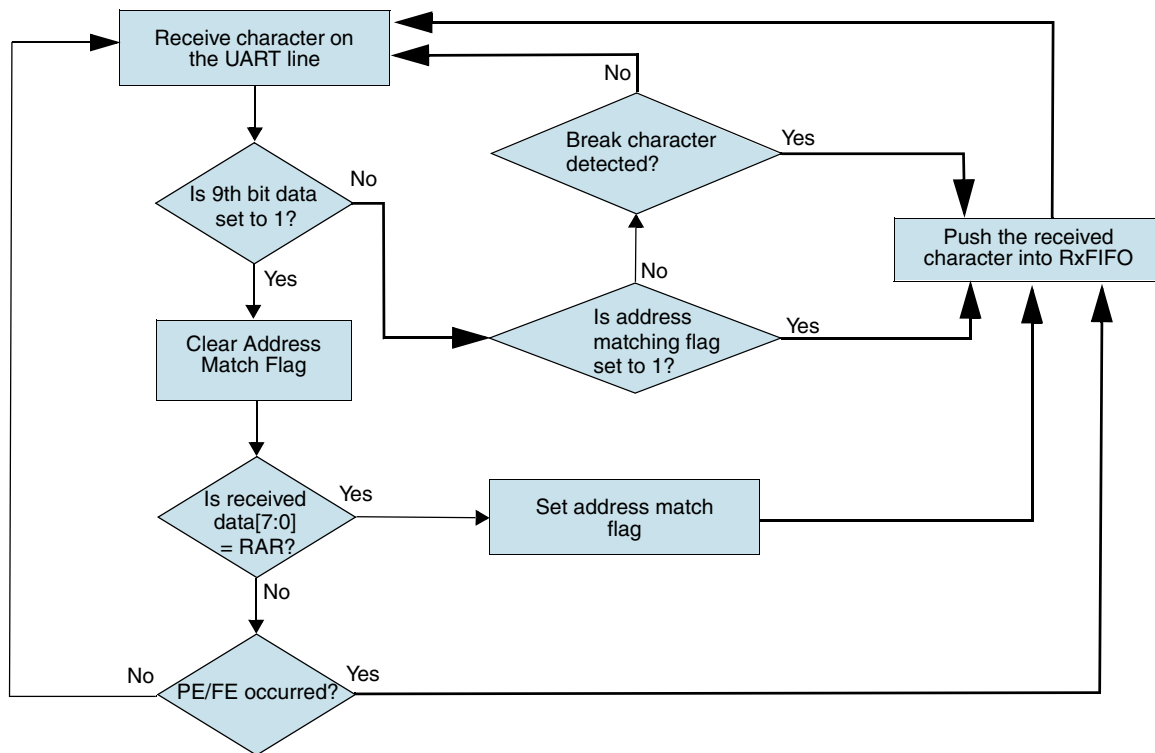 Receive character on
the UART line
No
Break character
detected?
Yes
Is 9th bit data
set to 1?
No
Push the received
character into RxFIFO
Yes
No
Is address
matching flag
set to 1?
Yes
Clear Address
Match Flag
Is received
data[7:0]
= RAR?
Yes
Set address match
flag
No
No
PE/FE occurred?
Yes